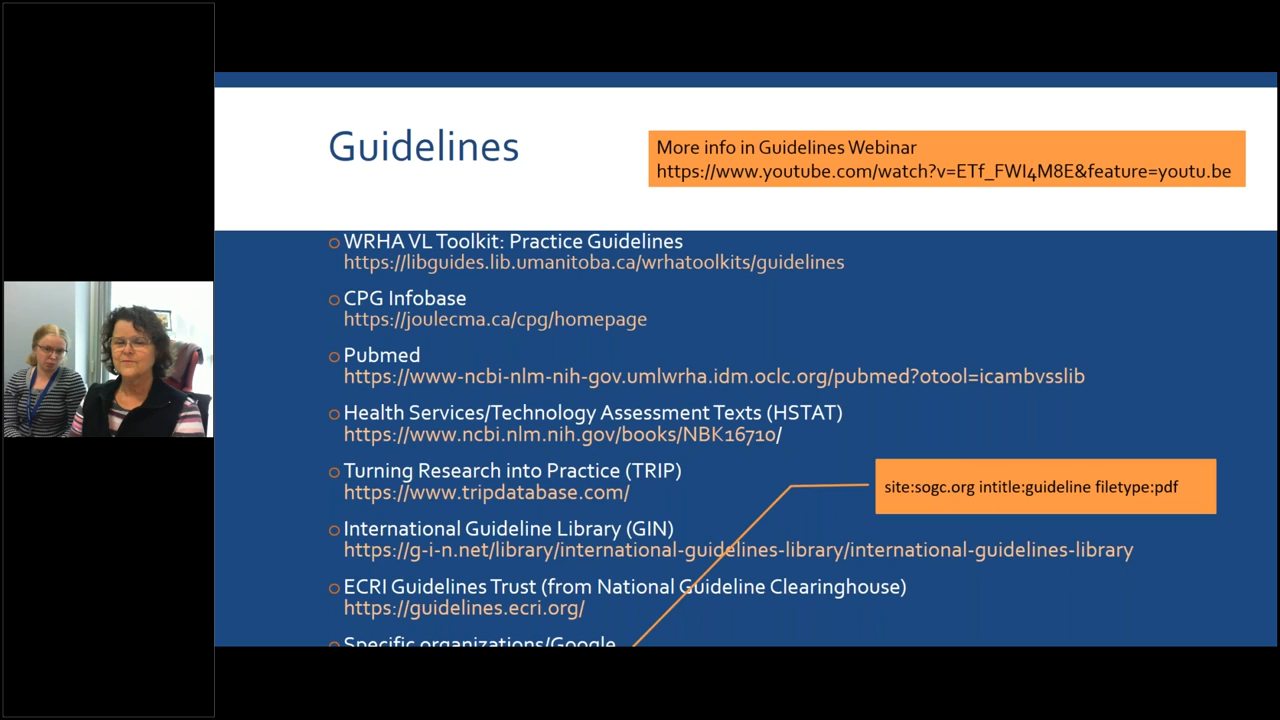 Guidelines
More info in Guidelines Webinar
https://www.youtube.com/watch?v=ETf_FWI4M8E&feature=youtu.be
WRHA VL Toolkit: Practice Guidelines
https://libguides.lib.umanitoba.ca/wrhatoolkits/guidelines
CPG Infobase
https://joulecma.ca/cpg/homepage
Pubmed
https://www-ncbi-nlm-nih-gov.umlwrha.idm.oclc.org/pubmed?otool=icambvsslib
Health Services/Technology Assessment Texts (HSTAT)
https://www.ncbi.nlm.nih.gov/books/NBK16710/
Turning Research into Practice (TRIP)
https://www.tripdatabase.com/
site:sogc.org intitle:guideline filetype:pdf
International Guideline Library (GIN)
https://g-i-n.net/library/international-guidelines-library/international-guidelines-library
ECRI Guidelines Trust (from National Guideline Clearinghouse)
https://guidelines.ecri.org/
Specific organizations/Google